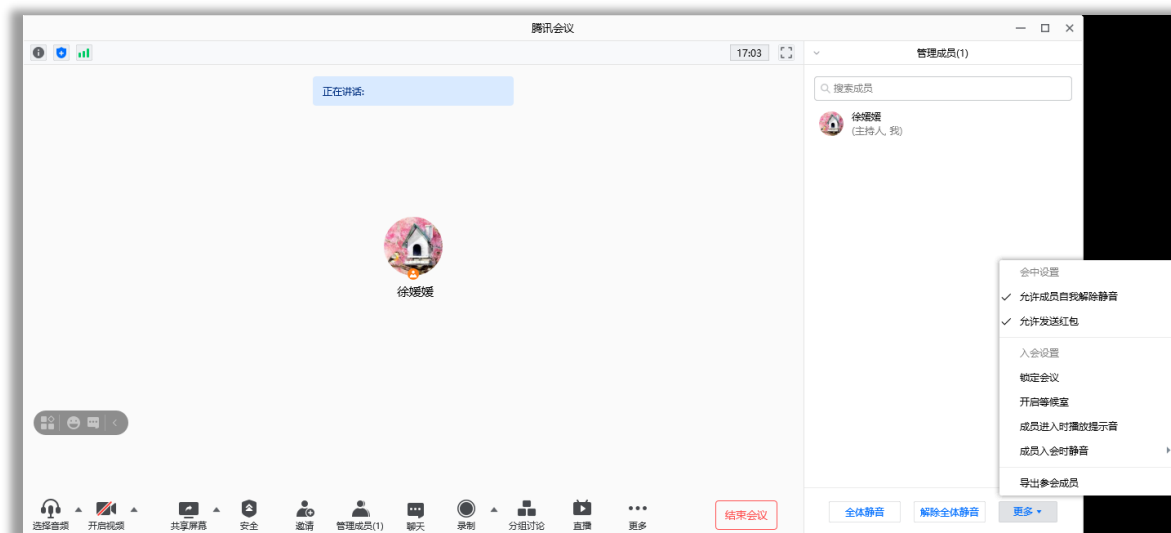 腾讯会议
17:03
管理成员(1)
正在讲话:
搜索成员
徐媛媛
(主持人, 我)
徐媛媛
会中设置
允许成员自我解除静音
允许发送红包
入会设置
锁定会议
开启等候室
成员进入时播放提示音
成员入会时静音
导出参会成员
选择音频
开启视频
共享屏幕
安全
邀请
管理成员(1)
聊天
录制
分组讨论
直播
更多
结束会议
全体静音
解除全体静音
更多